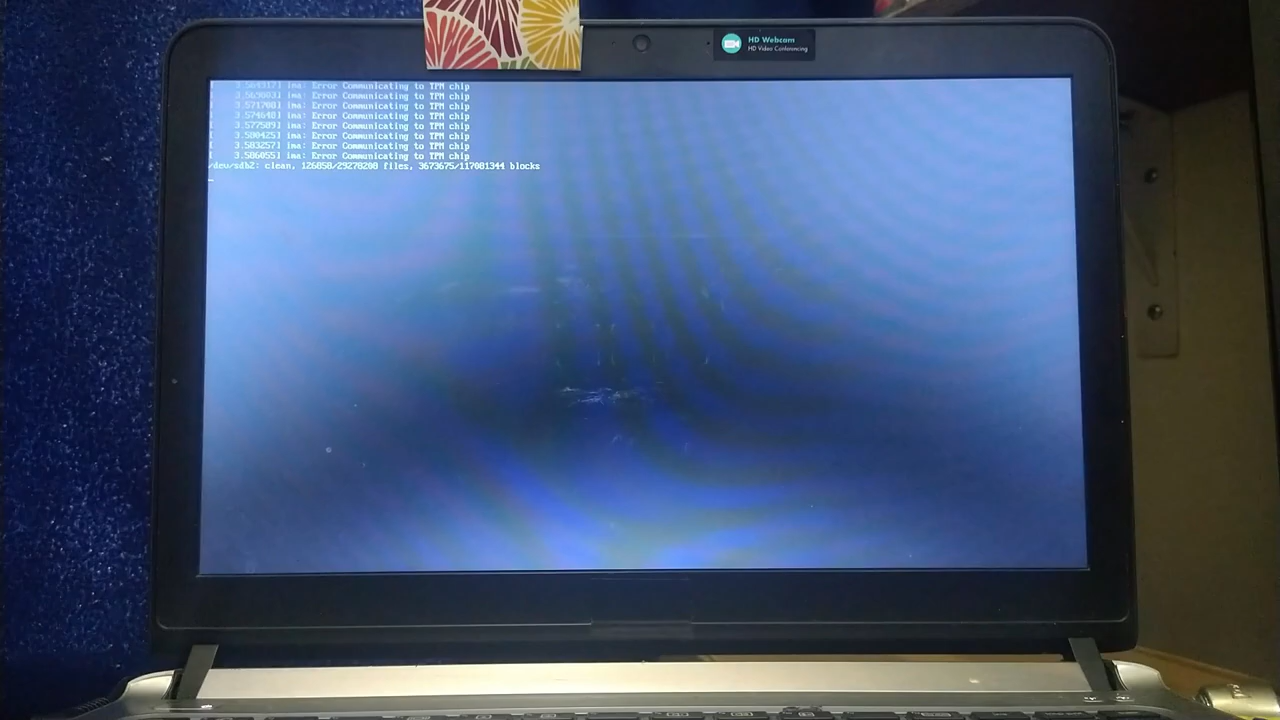 HD Webcam
HD Video Conferencing
[ 3.564317] ima: Error Communicating to TPM chip
[ 3.569003] ima: Error Communicating to TPM chip
[ 3.571708] ima: Error Communicating to TPM chip
[ 3.574648] ima: Error Communicating to TPM chip
[ 3.577589] ima: Error Communicating to TPM chip
[ 3.580425] ima: Error Communicating to TPM chip
[ 3.583257] ima: Error Communicating to TPM chip
[ 3.586055] ima: Error Communicating to TPM chip
/dev/sdb2: clean, 126858/29278208 files, 3673675/117081344 blocks